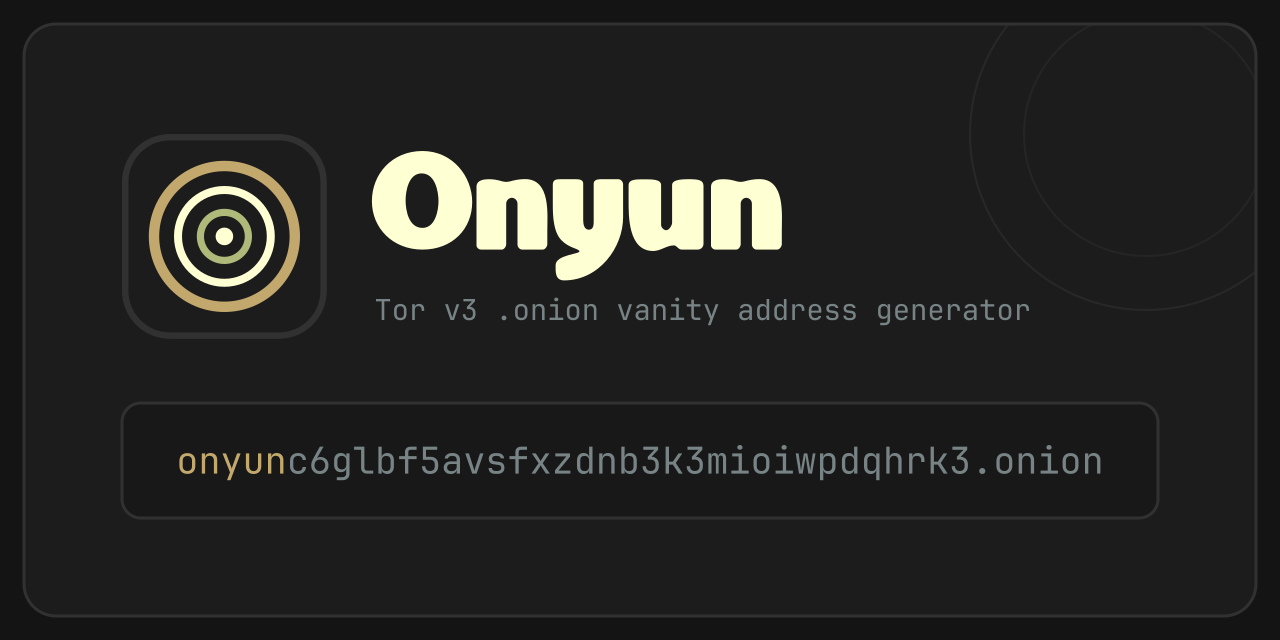 Onyun
Tor v3 .onion vanity address generator
onyunc6glbf5avsfxzdnb3k3mioiwpdqhrk3.onion